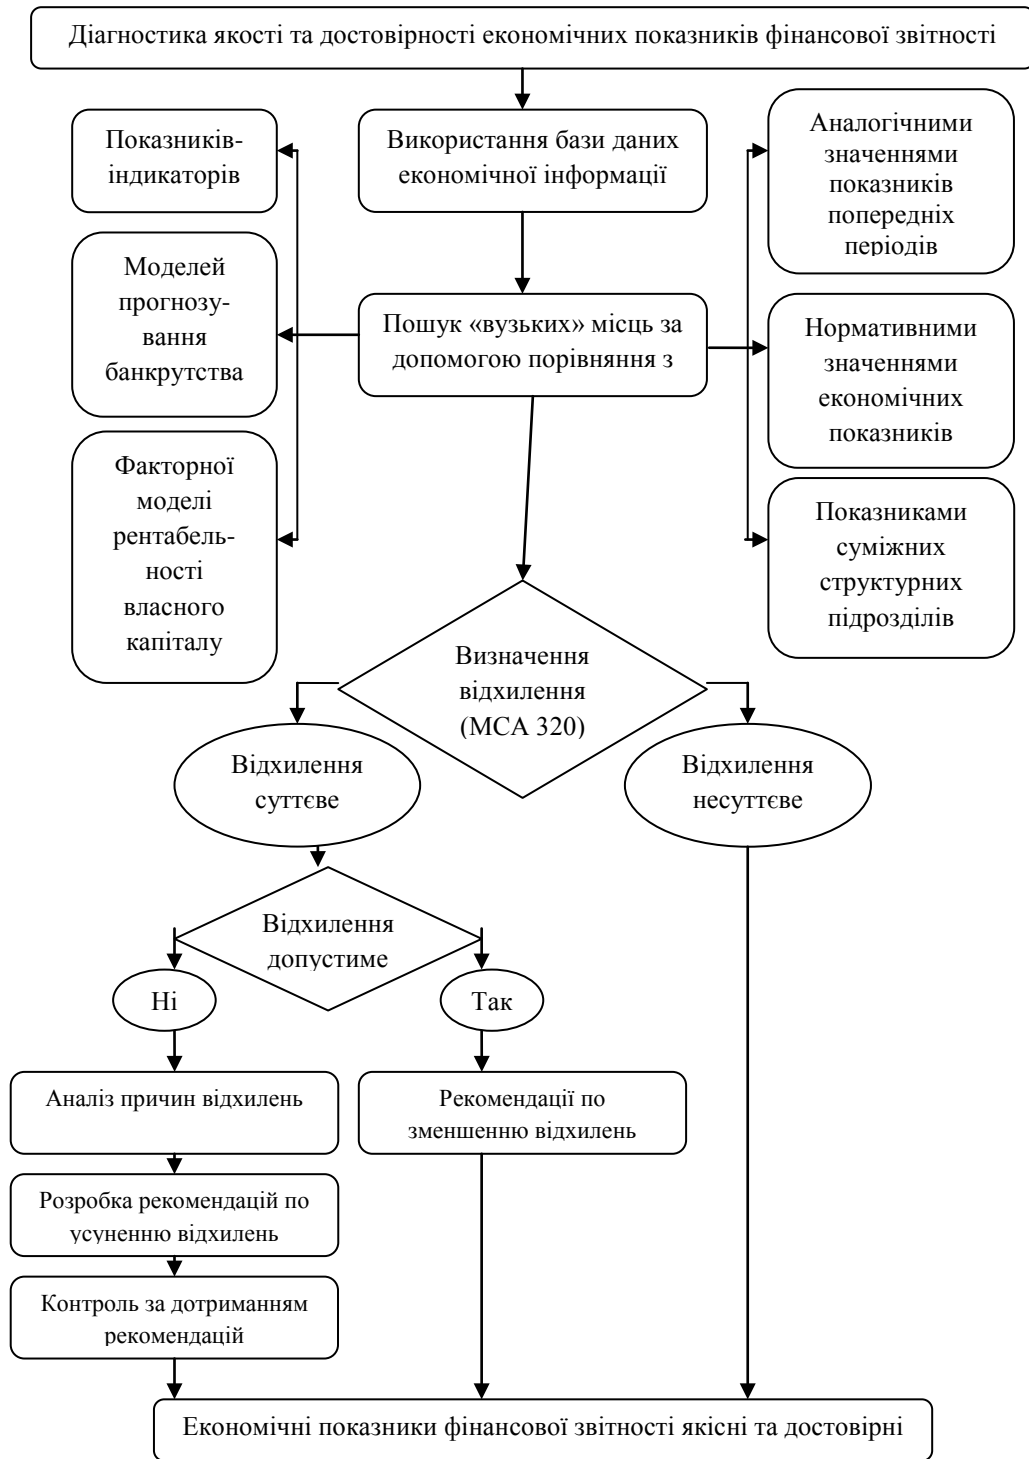 Діагностика якості та достовірності економічних показників фінансової звітності
Показників-
індикаторів
Використання бази даних
економічної інформації
Аналогічними
значеннями
показників
попередніх
періодів
Моделей
прогнозу-
вання
банкрутства
Пошук «вузьких» місць за
допомогою порівняння з
Нормативними
значеннями
економічних
показників
Факторної
моделі
рентабель-
ності
власного
капіталу
Показниками
суміжних
структурних
підрозділів
Визначення
відхилення
(МСА 320)
Відхилення
суттєве
Відхилення
несуттєве
Відхилення
допустиме
Ні
Так
Аналіз причин відхилень
Рекомендації по
зменшенню відхилень
Розробка рекомендацій по
усуненню відхилень
Контроль за дотриманням
рекомендацій
Економічні показники фінансової звітності якісні та достовірні